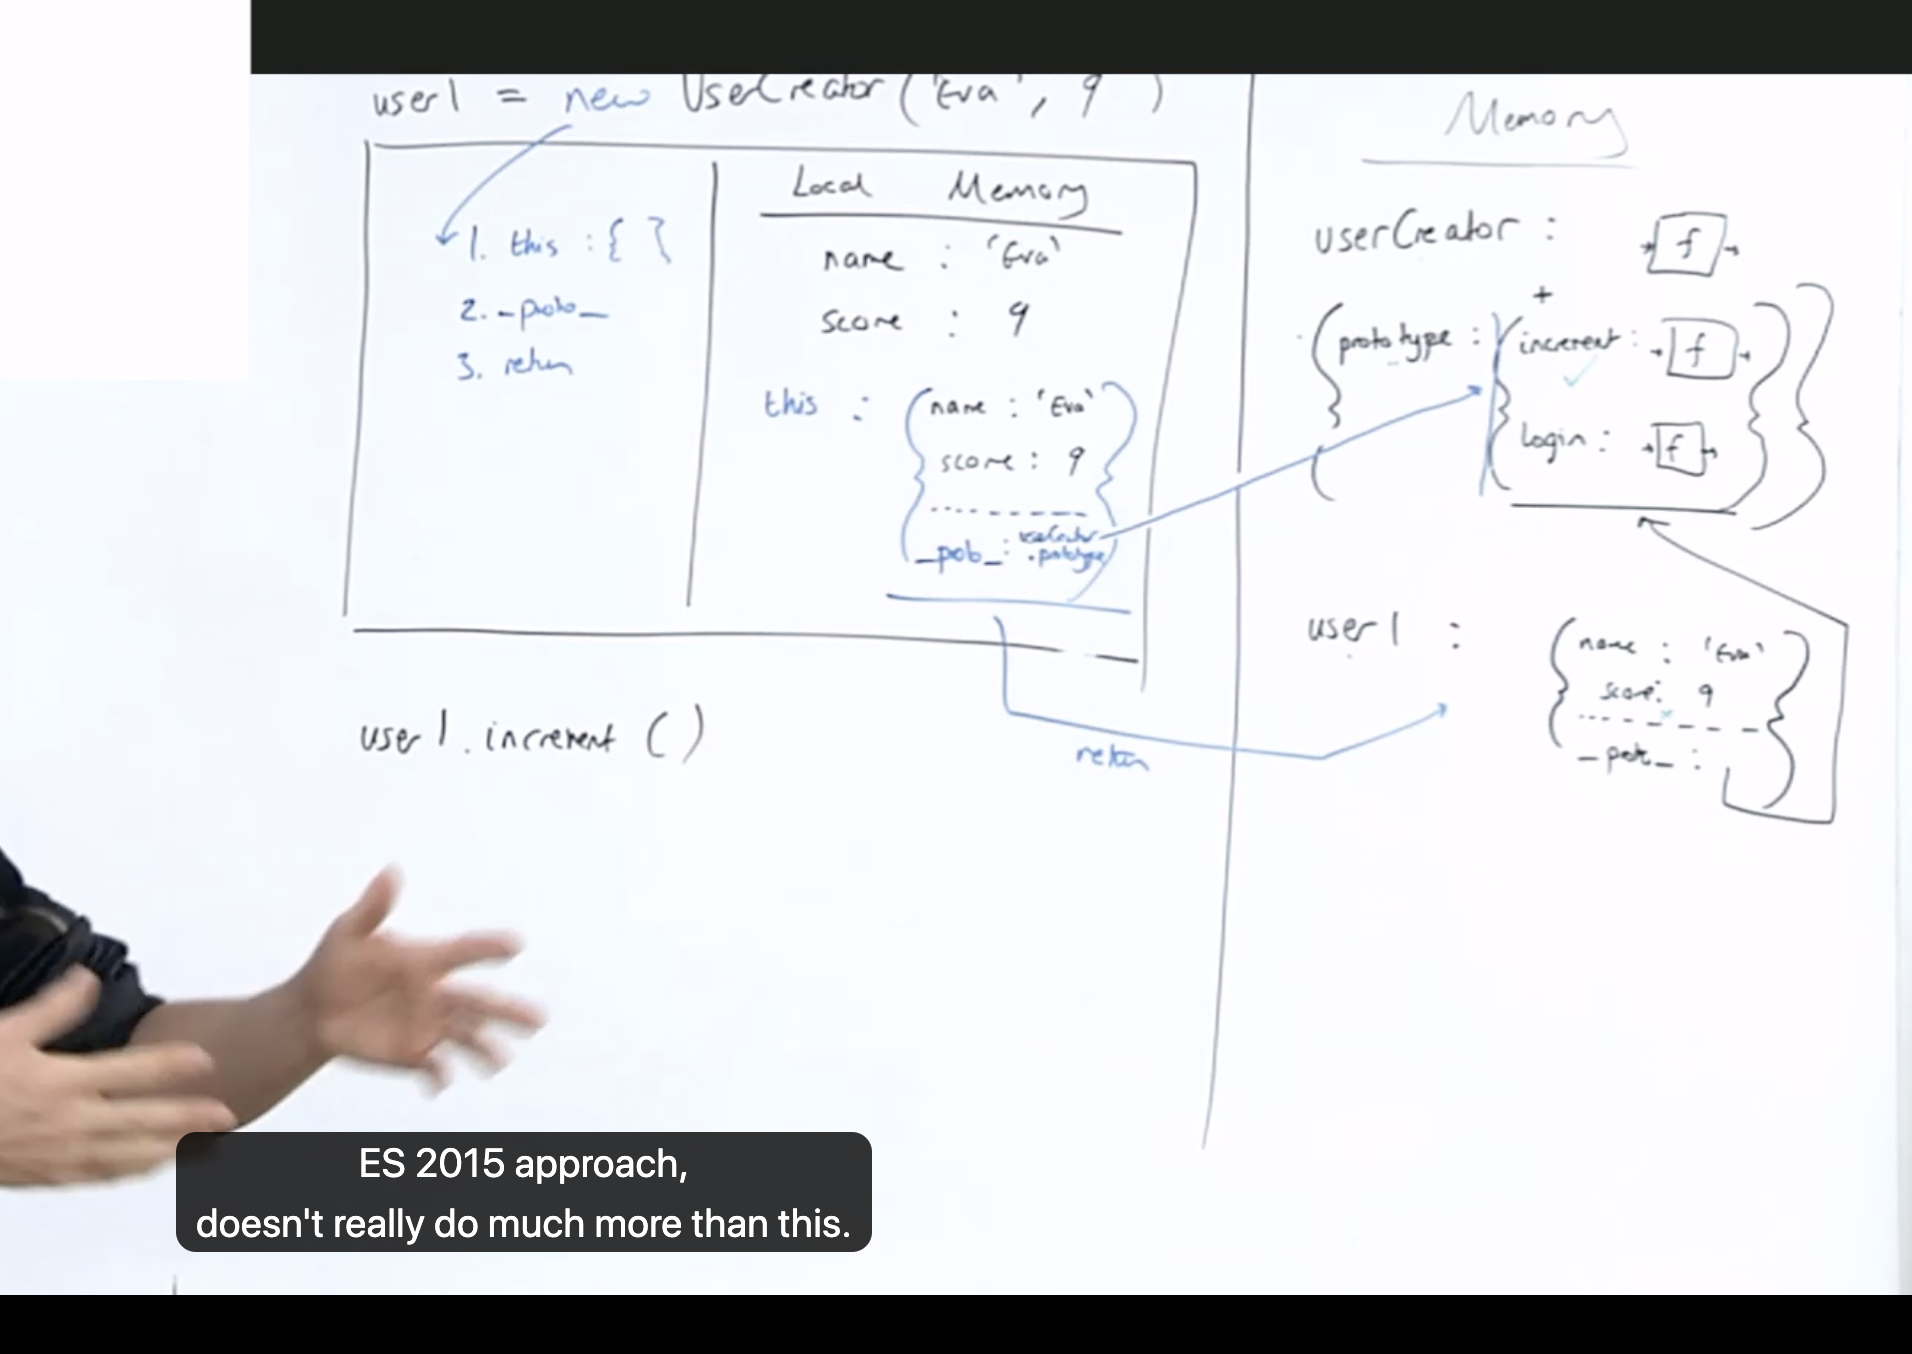 user1 = new UserCreator('Eva', 9)
1. this : { }
2. _proto_
3. return
Local Memory
name : 'Eva'
score : 9
this : { name : 'Eva'
score : 9
_proto_ : userCreator
.prototype }
return
user1.increment()
Memory
userCreator : f
+
{ prototype : { increment : f
login : f } }
user1 : { name : 'Eva'
score : 9
_proto_ : }
ES 2015 approach,
doesn't really do much more than this.